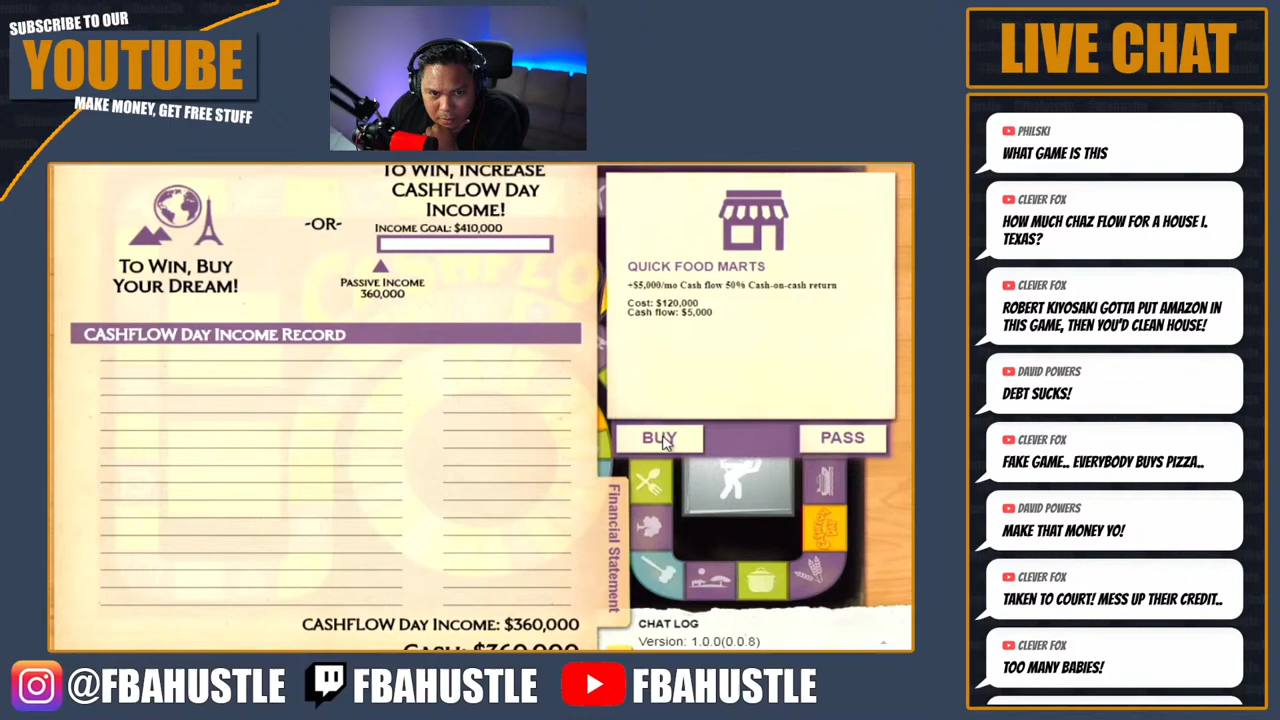 SUBSCRIBE TO OUR
YOUTUBE
MAKE MONEY, GET FREE STUFF
TO WIN, BUY
YOUR DREAM!
-OR-
TO WIN, INCREASE
CASHFLOW DAY
INCOME!
INCOME GOAL: $410,000
PASSIVE INCOME
360,000
CASHFLOW DAY INCOME RECORD
CASHFLOW DAY INCOME: $360,000
CASH: $360,000
Financial Statement
QUICK FOOD MARTS
+$5,000/mo Cash flow 50% Cash-on-cash return
Cost: $120,000
Cash flow: $5,000
BUY
PASS
CHAT LOG
Version: 1.0.0(0.0.8)
LIVE CHAT
PHILSKI
WHAT GAME IS THIS
CLEVER FOX
HOW MUCH CHAZ FLOW FOR A HOUSE I.
TEXAS?
CLEVER FOX
ROBERT KIYOSAKI GOTTA PUT AMAZON IN
THIS GAME, THEN YOU'D CLEAN HOUSE!
DAVID POWERS
DEBT SUCKS!
CLEVER FOX
FAKE GAME.. EVERYBODY BUYS PIZZA..
DAVID POWERS
MAKE THAT MONEY YO!
CLEVER FOX
TAKEN TO COURT! MESS UP THEIR CREDIT..
CLEVER FOX
TOO MANY BABIES!
@FBAHUSTLE
FBAHUSTLE
FBAHUSTLE